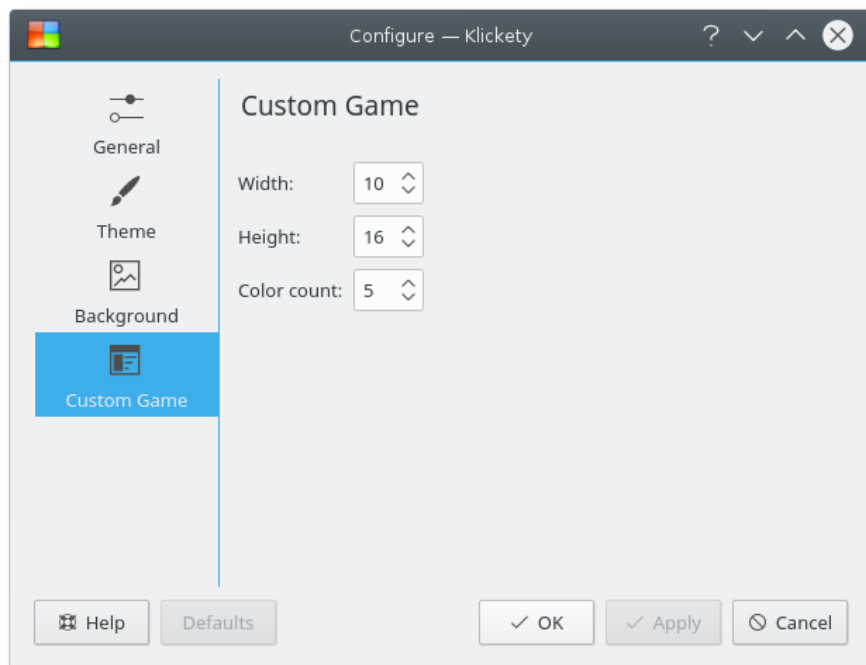 Configure — Klickety
General
Theme
Background
Custom Game
Custom Game
Width: 10
Height: 16
Color count: 5
Help Defaults OK Apply Cancel